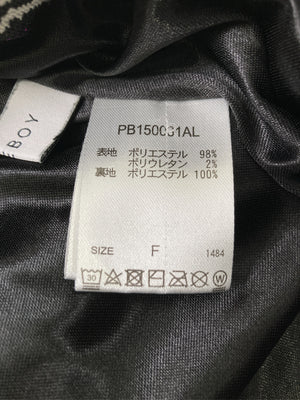 BOY
PB150031AL
表地 ポリエステル 98%
ポリウレタン 2%
裏地 ポリエステル 100%
SIZE F 1484
30
W